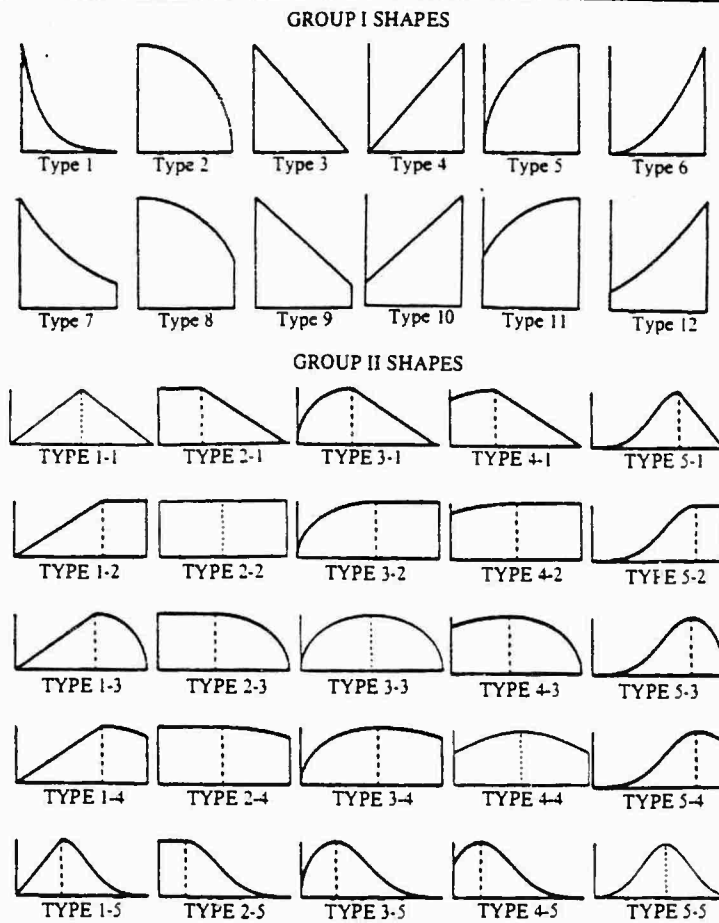 GROUP I SHAPES
Type 1 Type 2 Type 3 Type 4 Type 5 Type 6
Type 7 Type 8 Type 9 Type 10 Type 11 Type 12
GROUP II SHAPES
TYPE 1-1 TYPE 2-1 TYPE 3-1 TYPE 4-1 TYPE 5-1
TYPE 1-2 TYPE 2-2 TYPE 3-2 TYPE 4-2 TYPE 5-2
TYPE 1-3 TYPE 2-3 TYPE 3-3 TYPE 4-3 TYPE 5-3
TYPE 1-4 TYPE 2-4 TYPE 3-4 TYPE 4-4 TYPE 5-4
TYPE 1-5 TYPE 2-5 TYPE 3-5 TYPE 4-5 TYPE 5-5